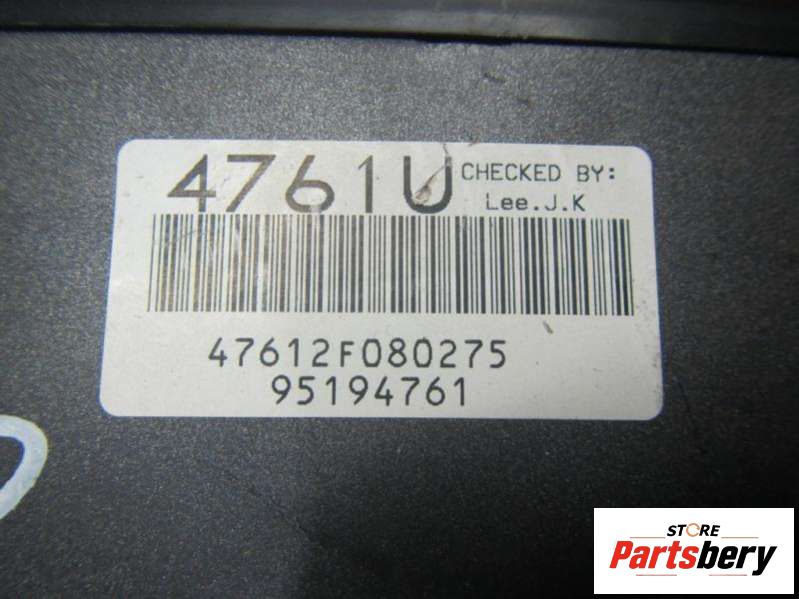 4761U
CHECKED BY:
Lee.J.K
47612F080275
95194761
STORE
Partsbery